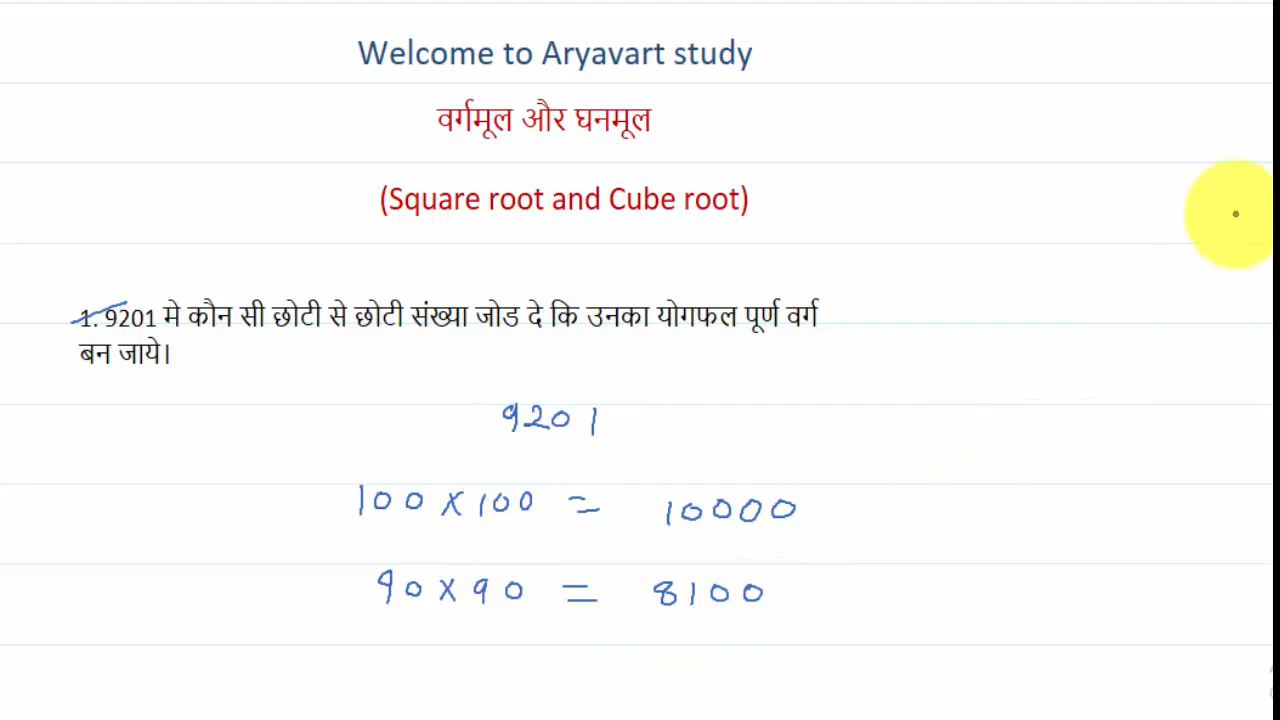 Welcome to Aryavart study
वर्गमूल और घनमूल
(Square root and Cube root)
1. 9201 मे कौन सी छोटी से छोटी संख्या जोड दे कि उनका योगफल पूर्ण वर्ग
बन जाये।
9201
100 X 100 = 10000
90 X 90 = 8100